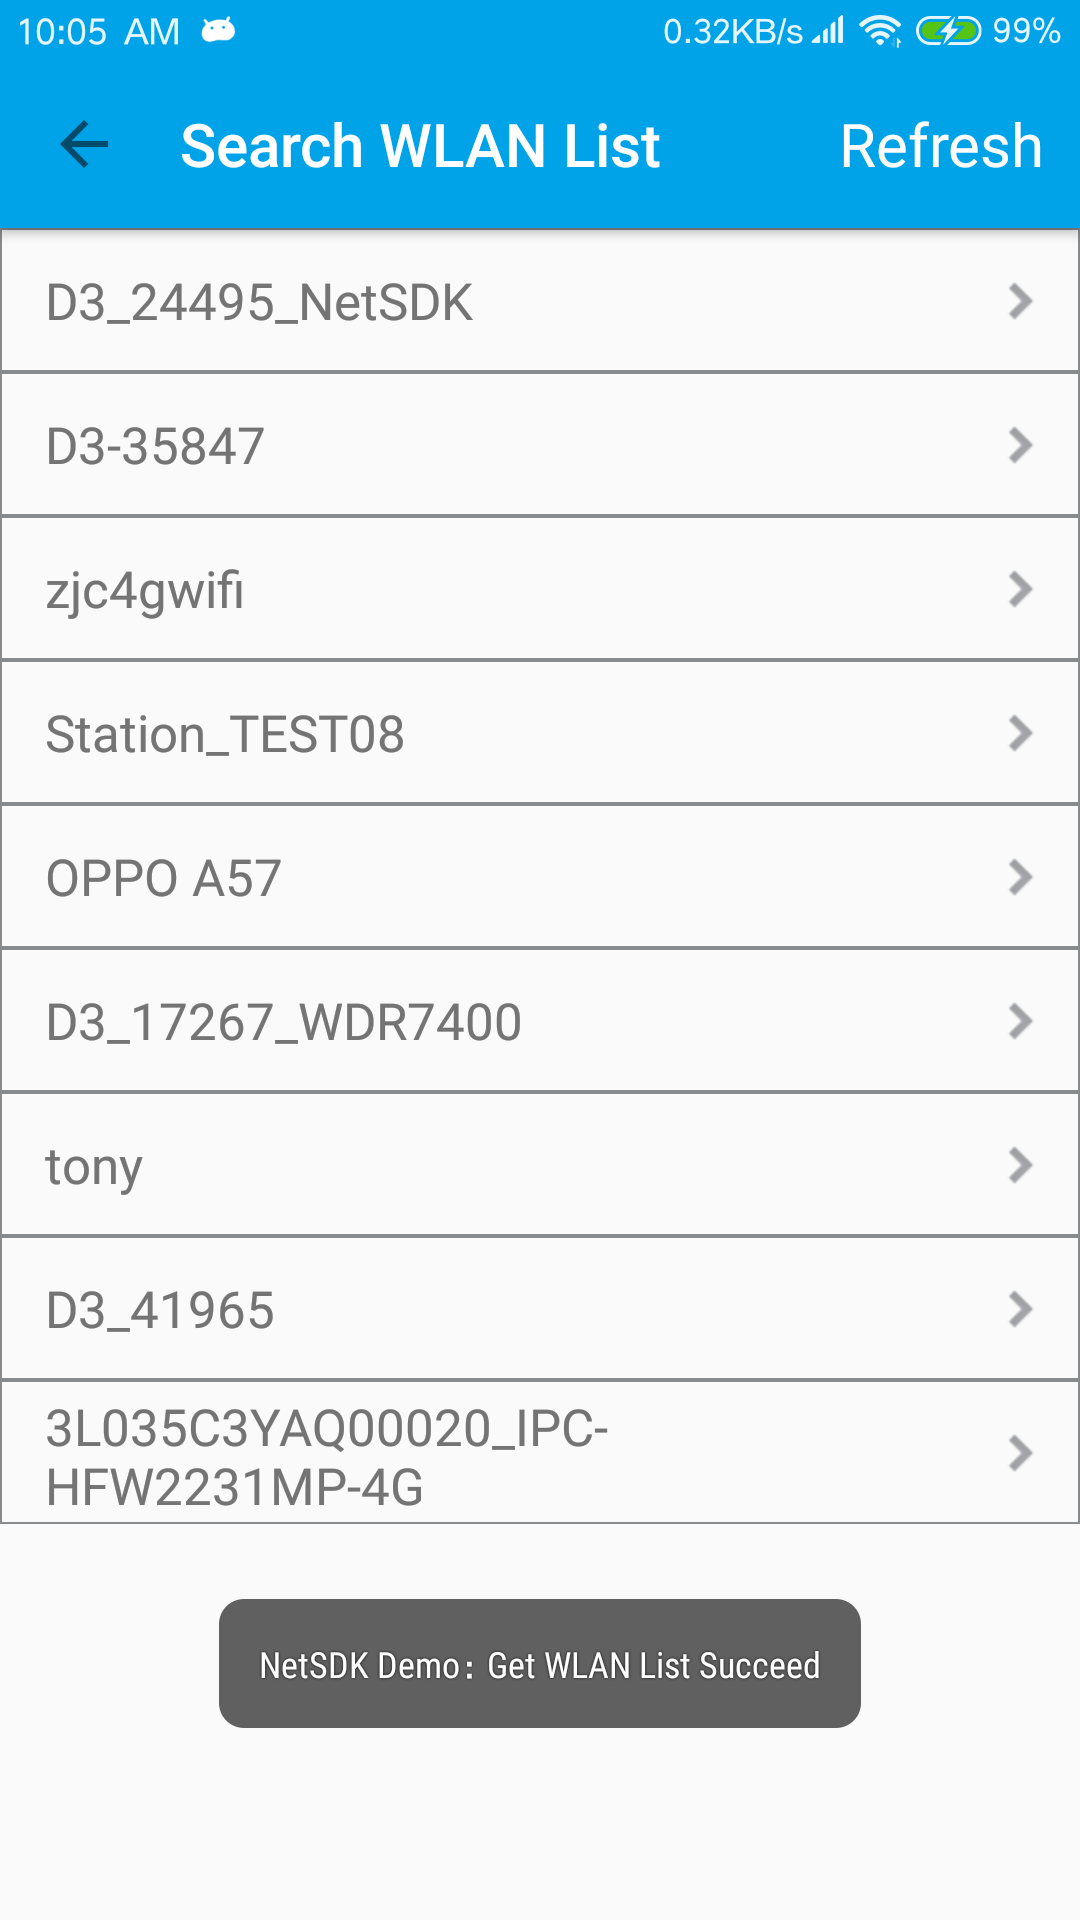 10:05 AM 0.32KB/s 99%
Search WLAN List Refresh
D3_24495_NetSDK
D3-35847
zjc4gwifi
Station_TEST08
OPPO A57
D3_17267_WDR7400
tony
D3_41965
3L035C3YAQ00020_IPC-
HFW2231MP-4G
NetSDK Demo: Get WLAN List Succeed